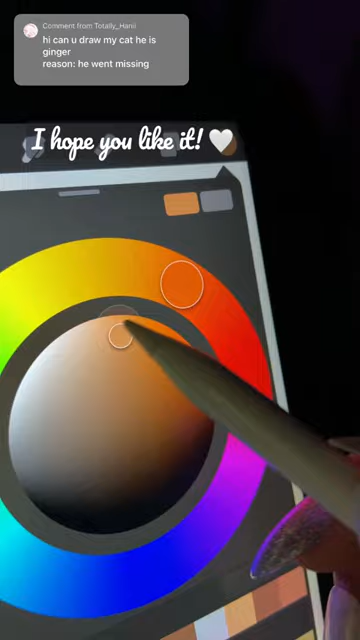 Comment from Totally_Hanii
hi can u draw my cat he is
ginger
reason: he went missing
I hope you like it! 🤍